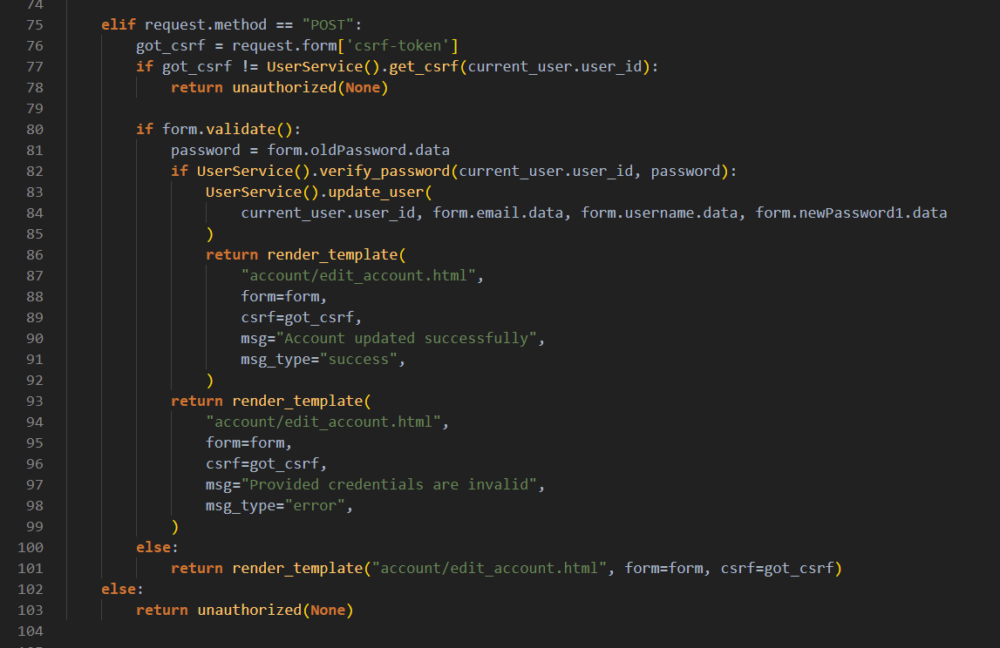 74
75 elif request.method == "POST":
76 got_csrf = request.form['csrf-token']
77 if got_csrf != UserService().get_csrf(current_user.user_id):
78 return unauthorized(None)
79
80 if form.validate():
81 password = form.oldPassword.data
82 if UserService().verify_password(current_user.user_id, password):
83 UserService().update_user(
84 current_user.user_id, form.email.data, form.username.data, form.newPassword1.data
85 )
86 return render_template(
87 "account/edit_account.html",
88 form=form,
89 csrf=got_csrf,
90 msg="Account updated successfully",
91 msg_type="success",
92 )
93 return render_template(
94 "account/edit_account.html",
95 form=form,
96 csrf=got_csrf,
97 msg="Provided credentials are invalid",
98 msg_type="error",
99 )
100 else:
101 return render_template("account/edit_account.html", form=form, csrf=got_csrf)
102 else:
103 return unauthorized(None)
104